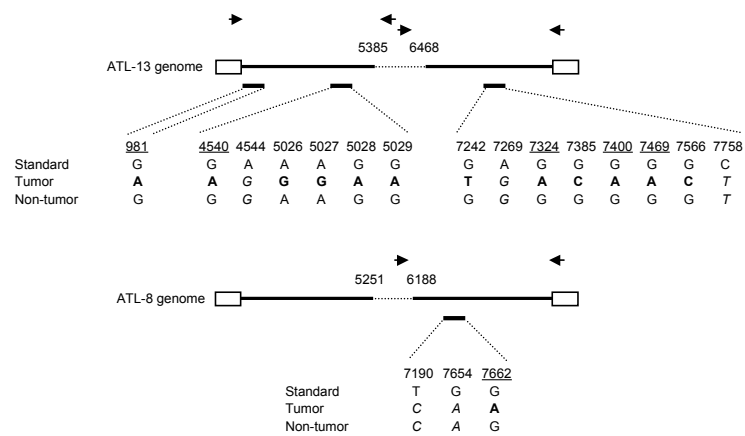 5385 6468
ATL-13 genome
981 4540 4544 5026 5027 5028 5029 7242 7269 7324 7385 7400 7469 7566 7758
Standard G G A A A G G G A G G G G G C
Tumor A A G G G A A T G A C A A C T
Non-tumor G G G A A G G G G G G G G G T
5251 6188
ATL-8 genome
7190 7654 7662
Standard T G G
Tumor C A A
Non-tumor C A G